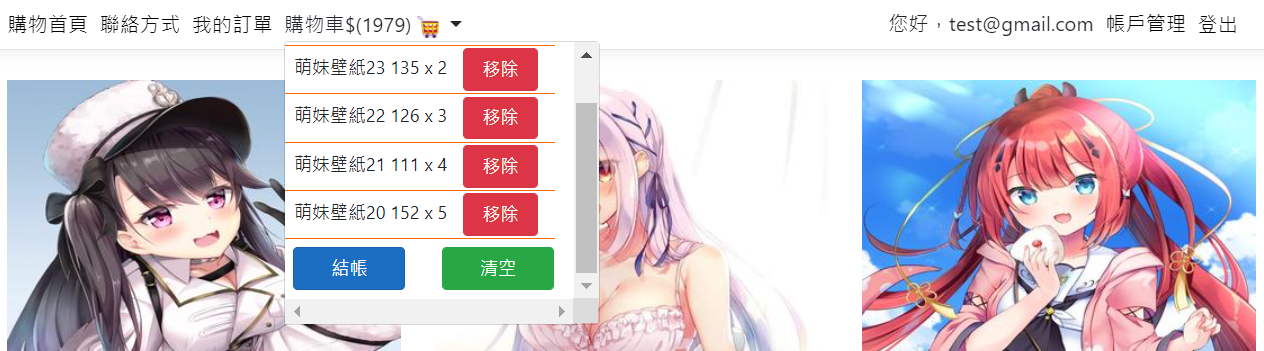 購物首頁 聯絡方式 我的訂單 購物車$(1979) 您好，test@gmail.com 帳戶管理 登出
萌妹壁紙23 135 x 2 移除
萌妹壁紙22 126 x 3 移除
萌妹壁紙21 111 x 4 移除
萌妹壁紙20 152 x 5 移除
結帳 清空